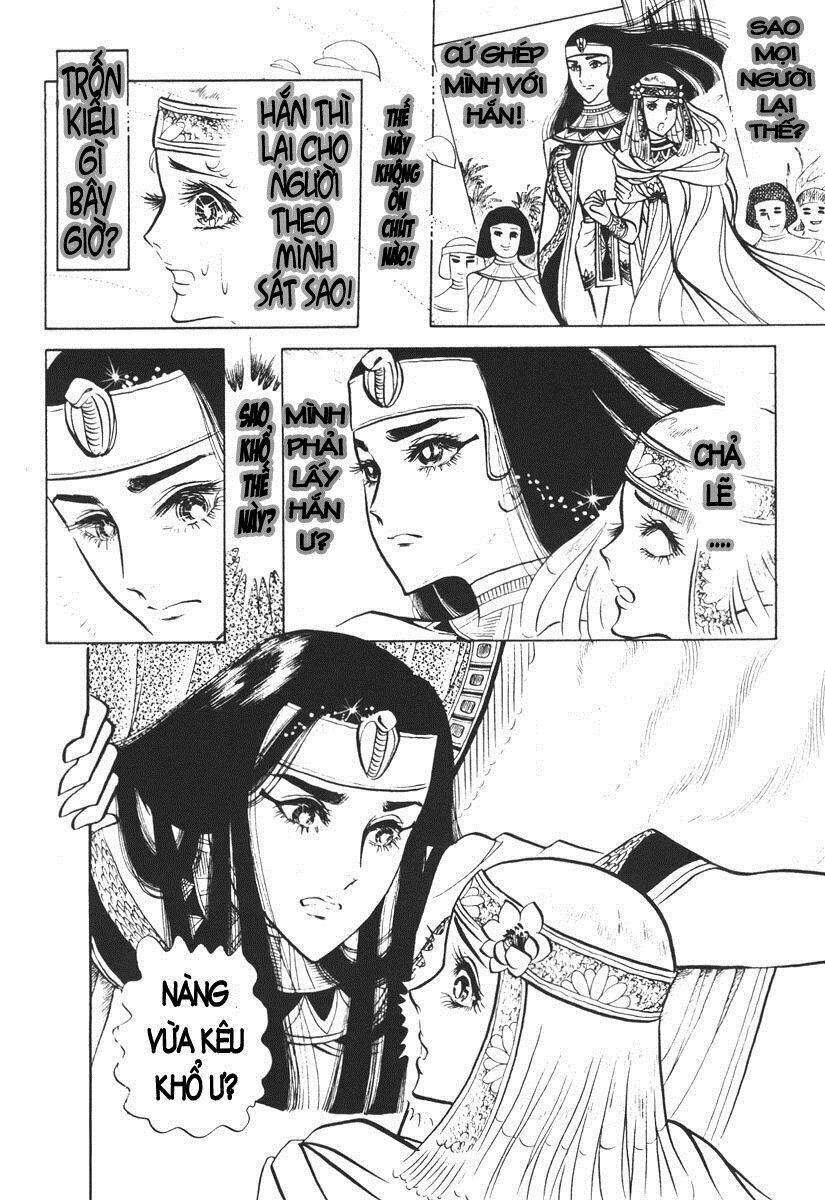 SAO
MỌI
NGƯỜI
LẠI
THẾ?
CỨ GHÉP
MÌNH VỚI
HẮN!
THẾ
NÀY
KHÔNG
ỔN
CHÚT
NÀO!
HẮN THÌ
LẠI CHO
NGƯỜI
THEO
MÌNH
SÁT SAO!
TRỐN
KIỂU
GÌ
BÂY
GIỜ?
CHẢ
LẼ
....
MÌNH
PHẢI
LẤY
HẮN
Ư?
SAO
KHỔ
THẾ
NÀY?
NÀNG
VỪA KÊU
KHỔ Ư?